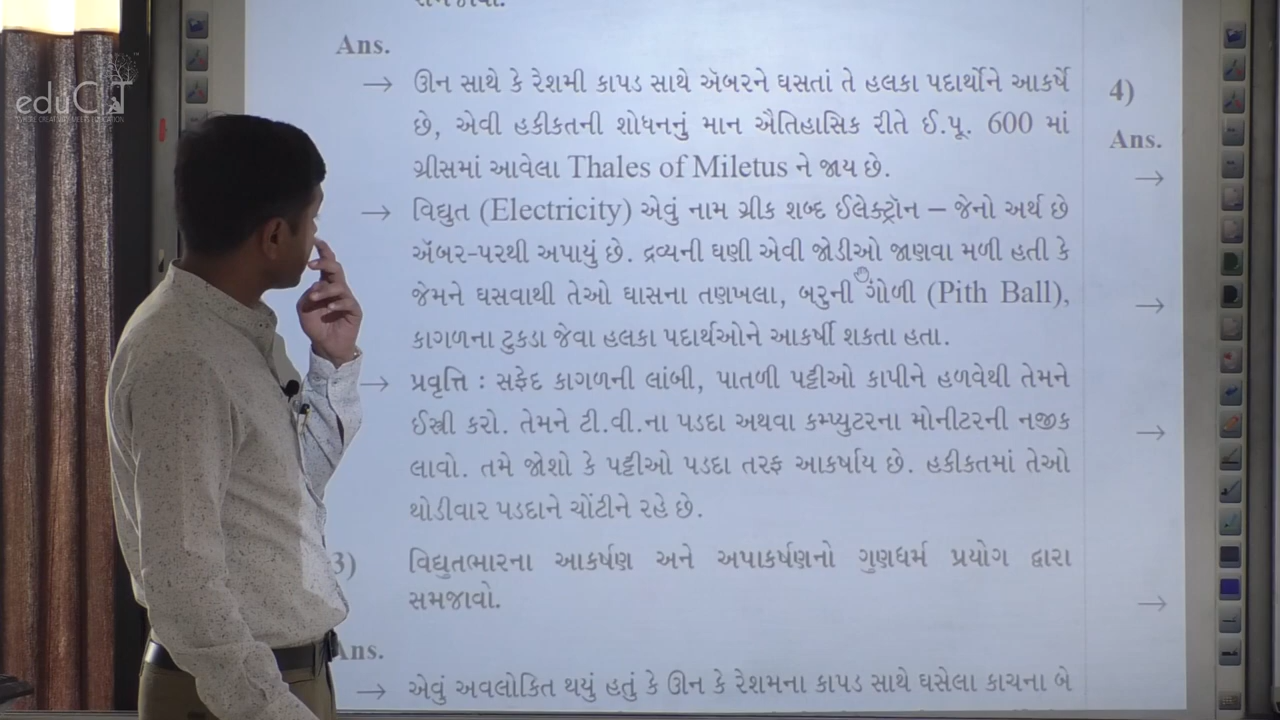 eduCAT
સમજાવો.
Ans.
→ ઊન સાથે કે રેશમી કાપડ સાથે ઍંબરને ઘસતાં તે હલકા પદાર્થોને આકર્ષે
છે, એવી હકીકતની શોધનનું માન ઐતિહાસિક રીતે ઈ.પૂ. 600 માં
ગ્રીસમાં આવેલા Thales of Miletus ને જાય છે.
→ વિદ્યુત (Electricity) એવું નામ ગ્રીક શબ્દ ઈલેક્ટ્રૉન – જેનો અર્થ છે
ઍંબર-પરથી અપાયું છે. દ્રવ્યની ઘણી એવી જોડીઓ જાણવા મળી હતી કે
જેમને ઘસવાથી તેઓ ઘાસના તણખલા, બરુની ગોળી (Pith Ball),
કાગળના ટુકડા જેવા હલકા પદાર્થઓને આકર્ષી શકતા હતા.
→ પ્રવૃત્તિ : સફેદ કાગળની લાંબી, પાતળી પટ્ટીઓ કાપીને હળવેથી તેમને
ઈસ્ત્રી કરો. તેમને ટી.વી.ના પડદા અથવા કમ્પ્યુટરના મોનીટરની નજીક
લાવો. તમે જોશો કે પટ્ટીઓ પડદા તરફ આકર્ષાય છે. હકીકતમાં તેઓ
થોડીવાર પડદાને ચોંટીને રહે છે.
3) વિદ્યુતભારના આકર્ષણ અને અપાકર્ષણનો ગુણધર્મ પ્રયોગ દ્વારા
સમજાવો.
Ans.
→ એવું અવલોકિત થયું હતું કે ઊન કે રેશમના કાપડ સાથે ઘસેલા કાચના બે
4)
Ans.
→
→
→
→